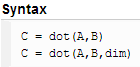 Syntax
C = dot(A,B)
C = dot(A,B,dim)